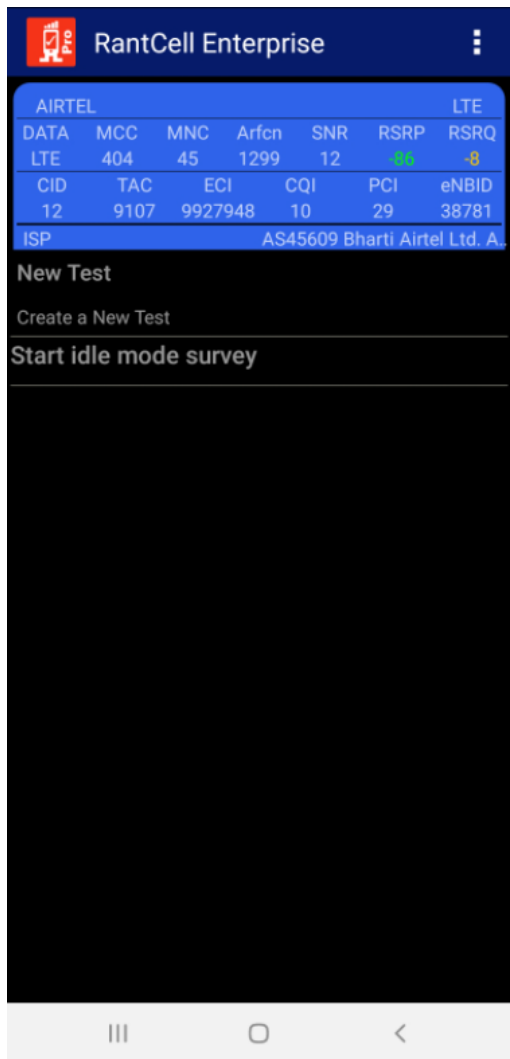 Pro RantCell Enterprise
AIRTEL LTE
DATA MCC MNC Arfcn SNR RSRP RSRQ
LTE 404 45 1299 12 -86 -8
CID TAC ECI CQI PCI eNBID
12 9107 9927948 10 29 38781
ISP AS45609 Bharti Airtel Ltd. A..
New Test
Create a New Test
Start idle mode survey